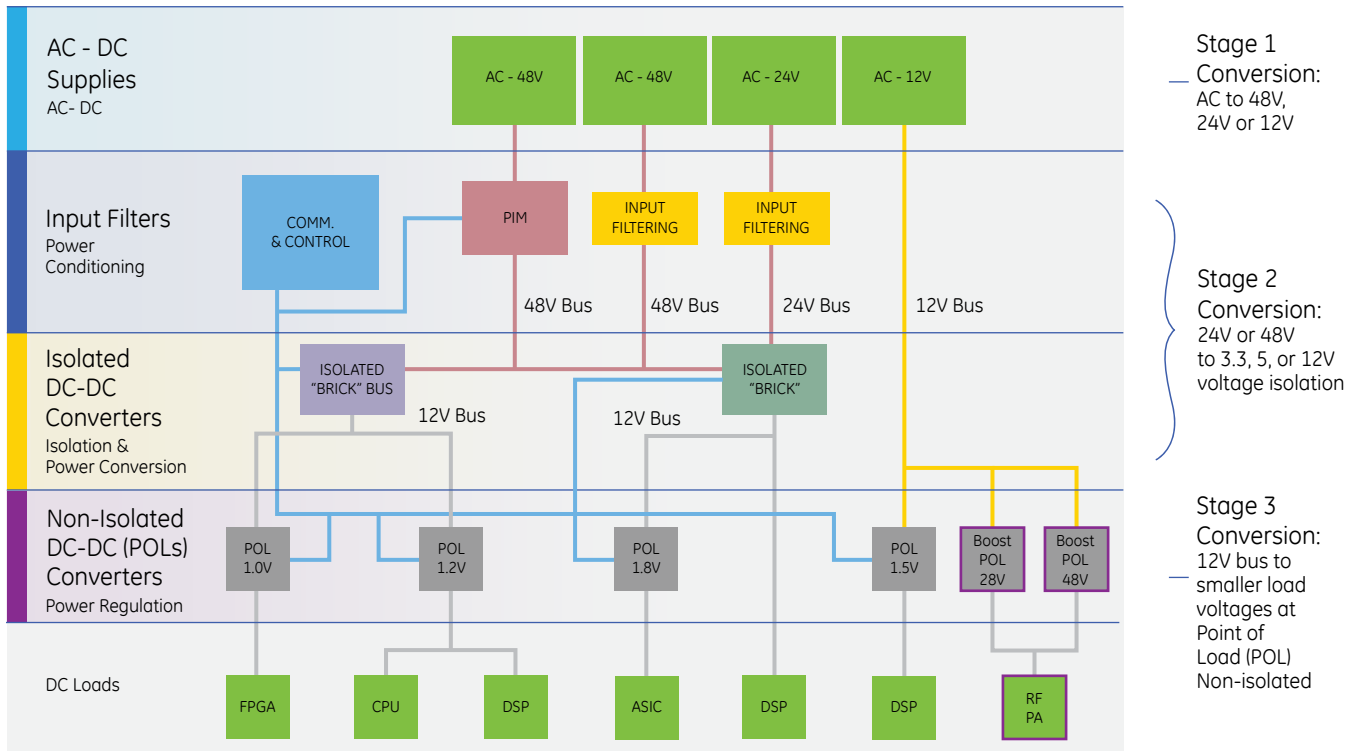 AC - DC
Supplies
AC- DC
AC - 48V
AC - 48V
AC - 24V
AC - 12V
Stage 1
Conversion:
AC to 48V,
24V or 12V
Input Filters
Power
Conditioning
COMM.
& CONTROL
PIM
INPUT
FILTERING
INPUT
FILTERING
48V Bus
48V Bus
24V Bus
12V Bus
Stage 2
Conversion:
24V or 48V
to 3.3, 5, or 12V
voltage isolation
Isolated
DC-DC
Converters
Isolation &
Power Conversion
ISOLATED
“BRICK” BUS
ISOLATED
“BRICK”
12V Bus
12V Bus
Non-Isolated
DC-DC (POLs)
Converters
Power Regulation
POL
1.0V
POL
1.2V
POL
1.8V
POL
1.5V
Boost
POL
28V
Boost
POL
48V
Stage 3
Conversion:
12V bus to
smaller load
voltages at
Point of
Load (POL)
Non-isolated
DC Loads
FPGA
CPU
DSP
ASIC
DSP
DSP
RF
PA